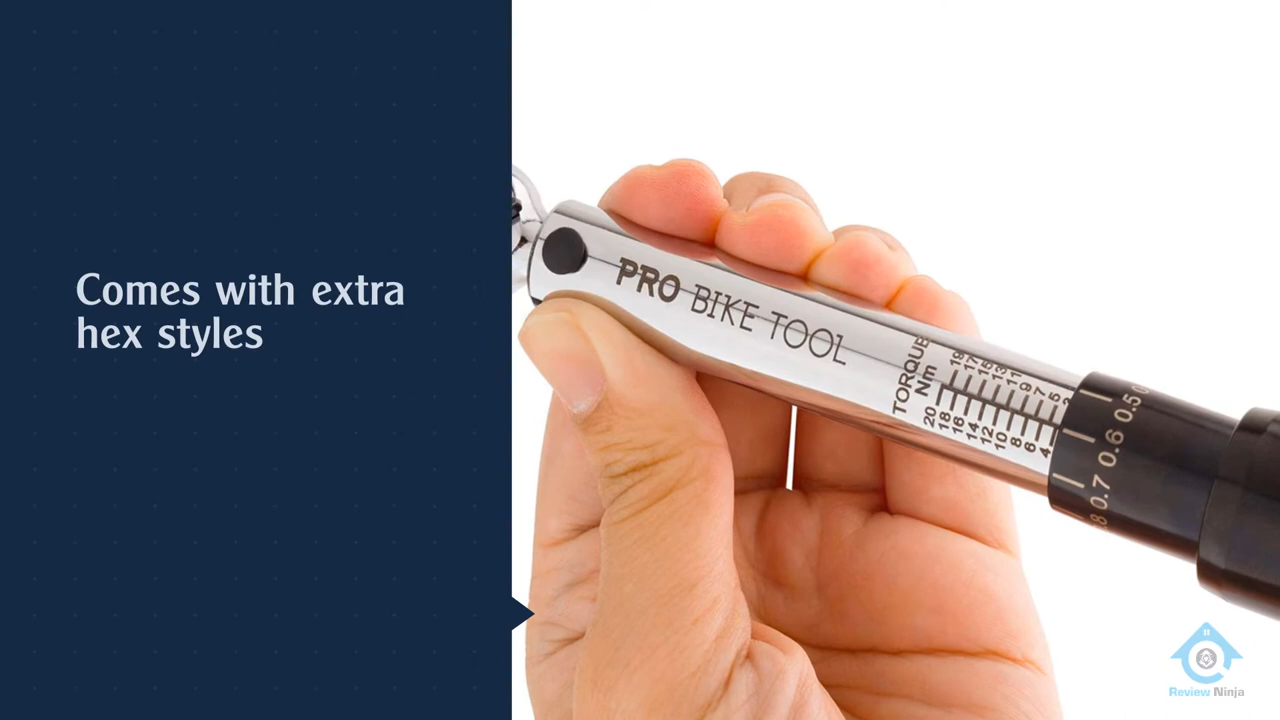 Comes with extra
hex styles
PRO BIKE TOOL
TORQUE
Nm
20 18 16 14 12 10 8 6 4
0.5
0.6
0.7
Review Ninja